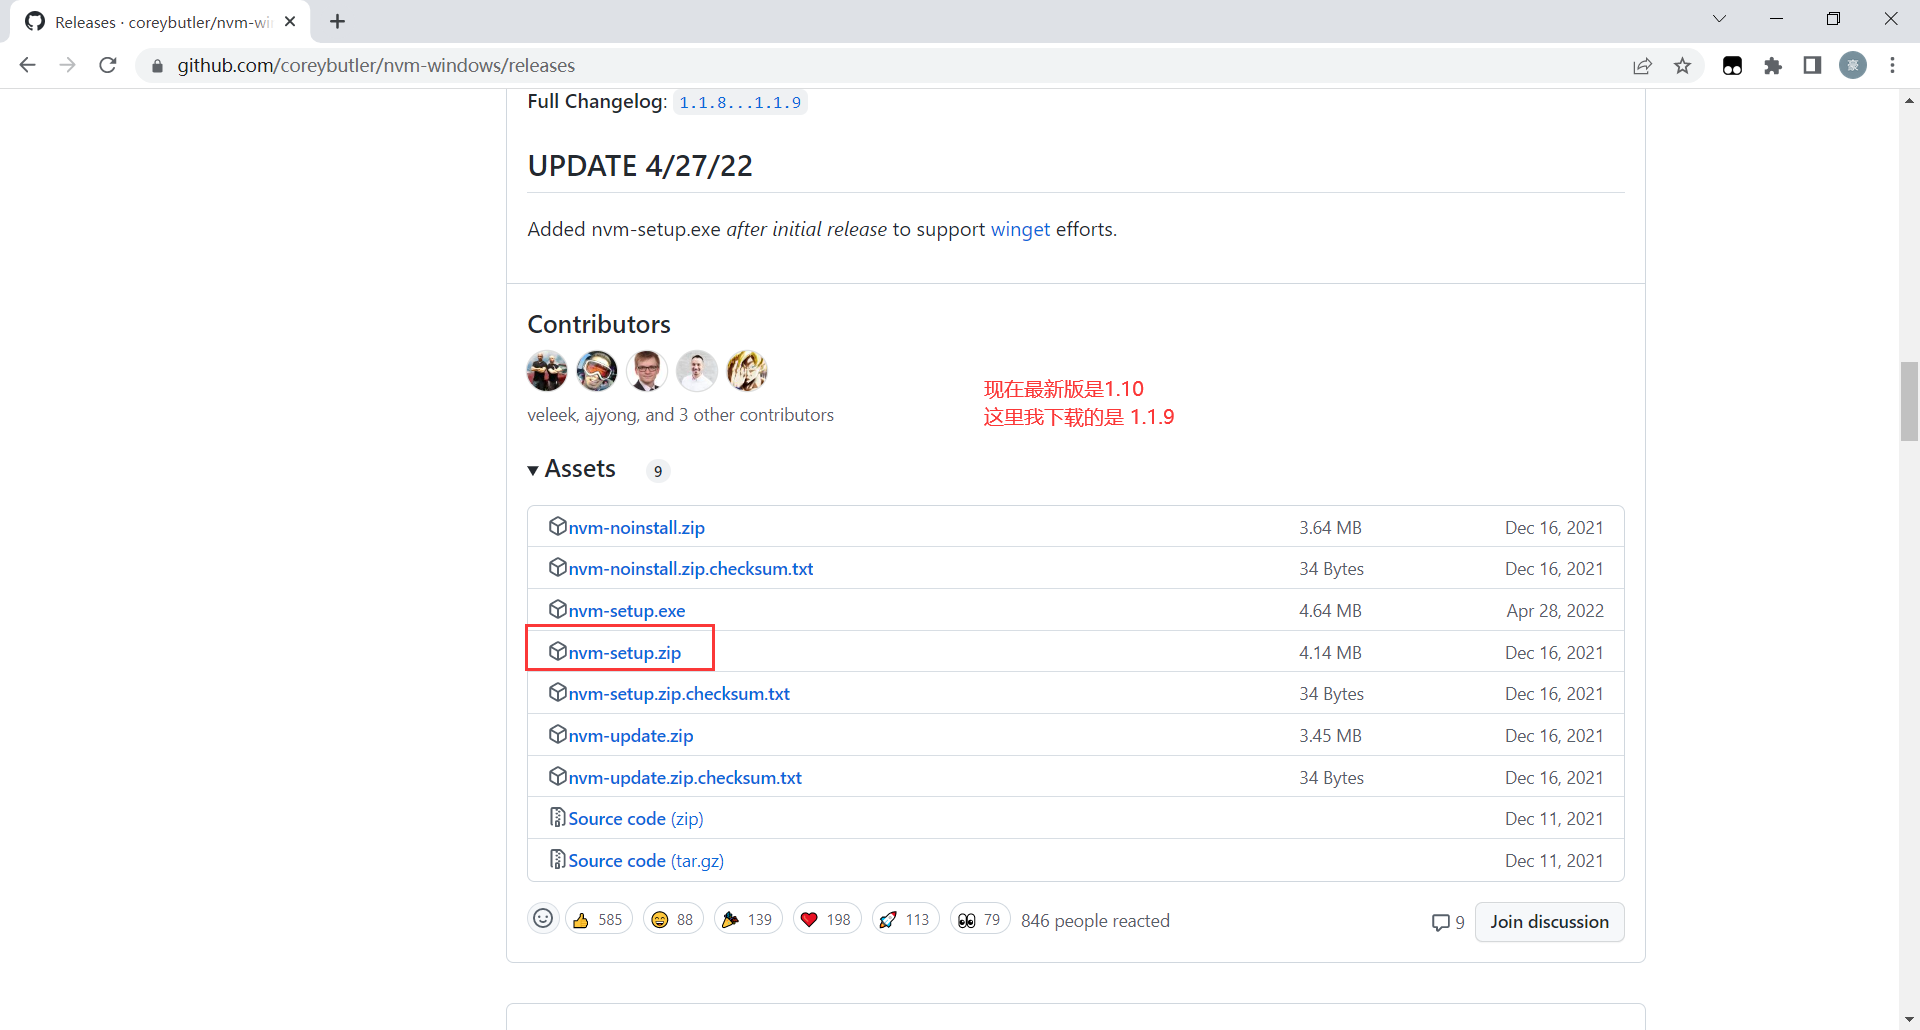 Releases · coreybutler/nvm-wi
github.com/coreybutler/nvm-windows/releases
豪
Full Changelog: 1.1.8...1.1.9
UPDATE 4/27/22
Added nvm-setup.exe after initial release to support winget efforts.
Contributors
veleek, ajyong, and 3 other contributors
现在最新版是1.10
这里我下载的是 1.1.9
Assets 9
nvm-noinstall.zip 3.64 MB Dec 16, 2021
nvm-noinstall.zip.checksum.txt 34 Bytes Dec 16, 2021
nvm-setup.exe 4.64 MB Apr 28, 2022
nvm-setup.zip 4.14 MB Dec 16, 2021
nvm-setup.zip.checksum.txt 34 Bytes Dec 16, 2021
nvm-update.zip 3.45 MB Dec 16, 2021
nvm-update.zip.checksum.txt 34 Bytes Dec 16, 2021
Source code (zip) Dec 11, 2021
Source code (tar.gz) Dec 11, 2021
585 88 139 198 113 79 846 people reacted 9 Join discussion